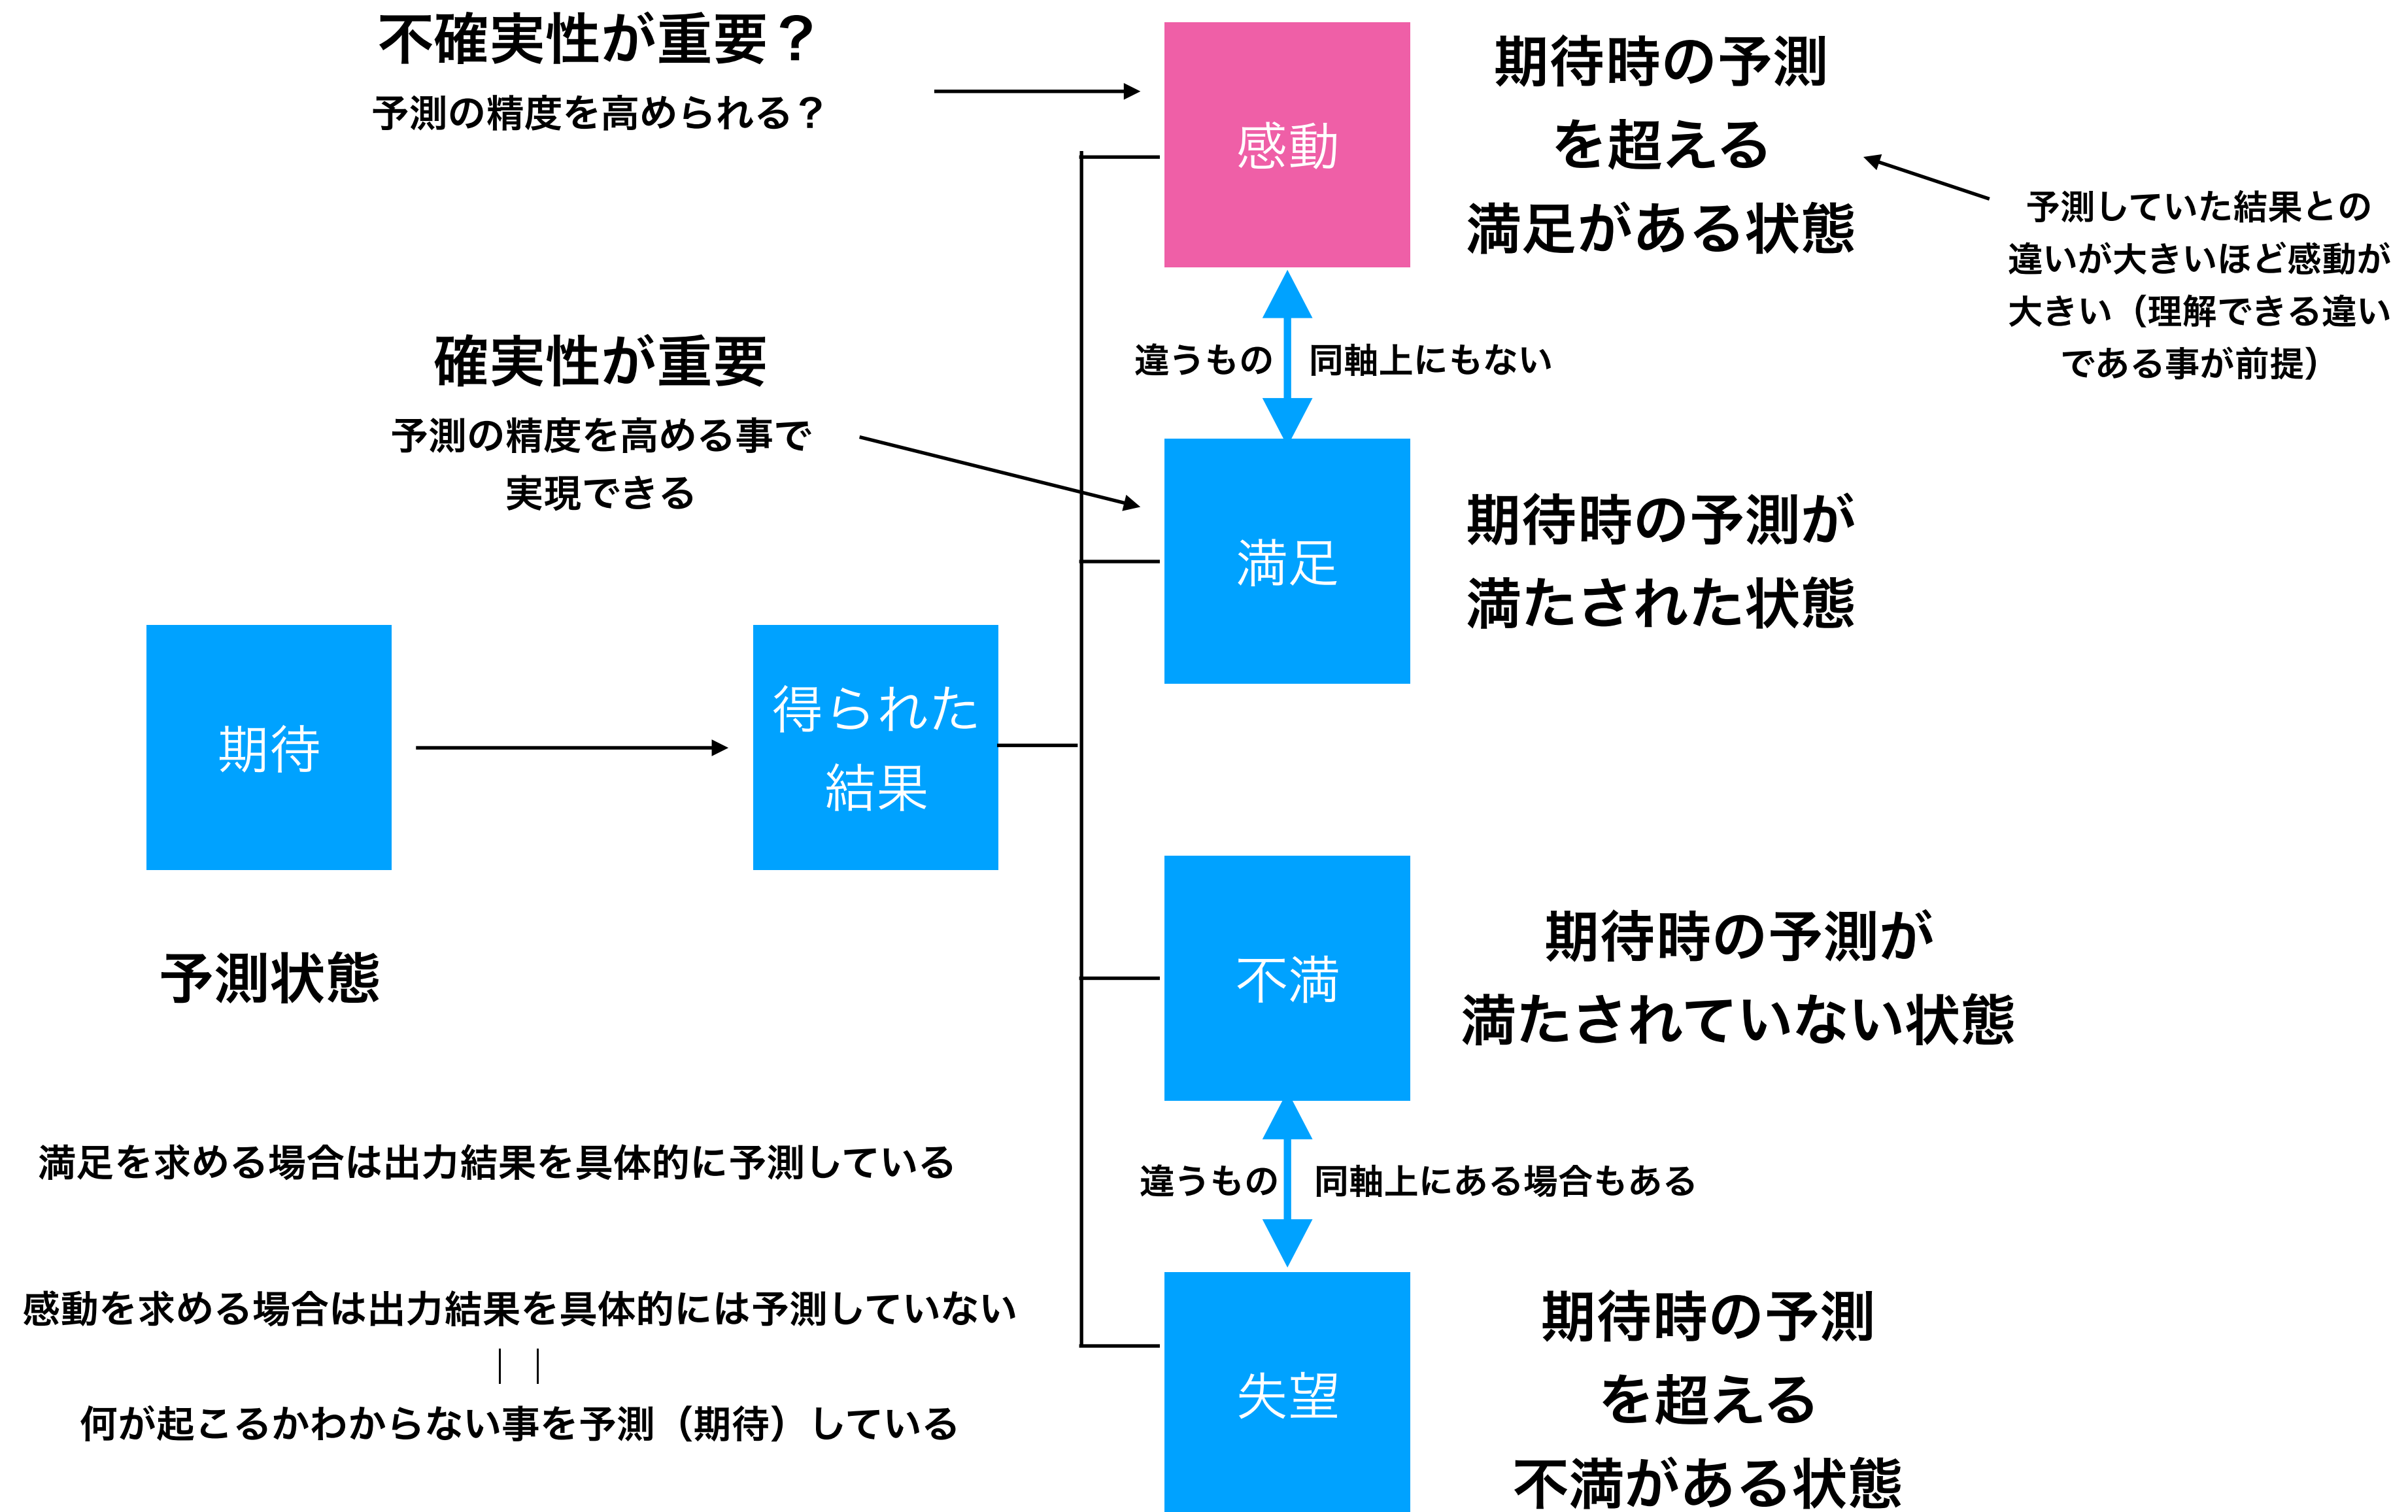 不確実性が重要？
予測の精度を高められる？
感動
期待時の予測
を超える
満足がある状態
予測していた結果との
違いが大きいほど感動が
大きい（理解できる違い
である事が前提）
違うもの
同軸上にもない
確実性が重要
予測の精度を高める事で
実現できる
満足
期待時の予測が
満たされた状態
期待
得られた
結果
予測状態
不満
期待時の予測が
満たされていない状態
違うもの
同軸上にある場合もある
満足を求める場合は出力結果を具体的に予測している
感動を求める場合は出力結果を具体的には予測していない
｜｜
何が起こるかわからない事を予測（期待）している
失望
期待時の予測
を超える
不満がある状態